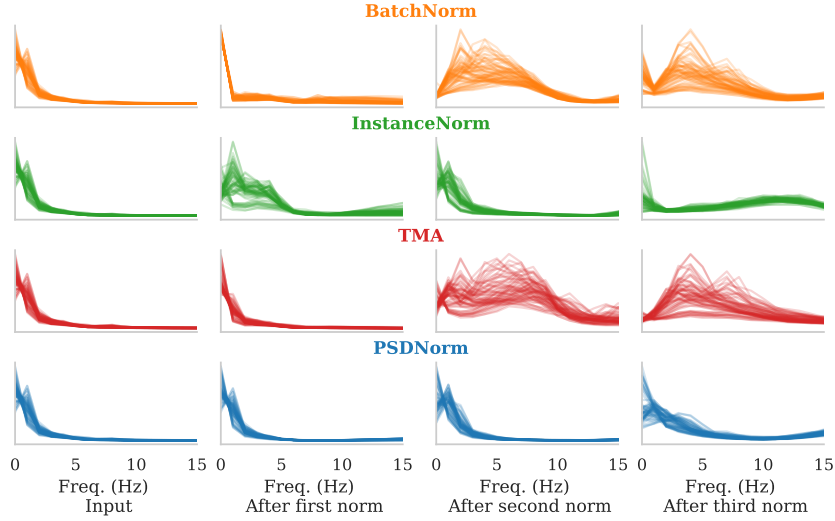 BatchNorm
InstanceNorm
TMA
PSDNorm
0 5 10 15 0 5 10 15 0 5 10 15 0 5 10 15
Freq. (Hz) Freq. (Hz) Freq. (Hz) Freq. (Hz)
Input After first norm After second norm After third norm